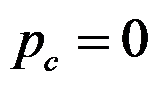 p_c = 0